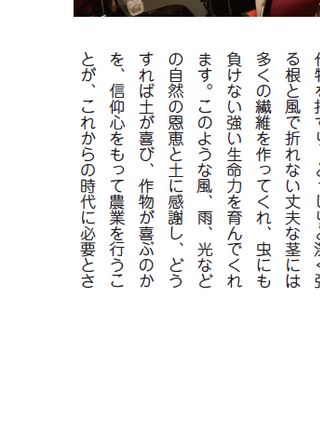 る根と風で折れない丈夫な茎には
多くの繊維を作ってくれ、虫にも
負けない強い生命力を育んでくれ
ます。このような風、雨、光など
の自然の恩恵と土に感謝し、どう
すれば土が喜び、作物が喜ぶのか
を、信仰心をもって農業を行うこ
とが、これからの時代に必要とさ